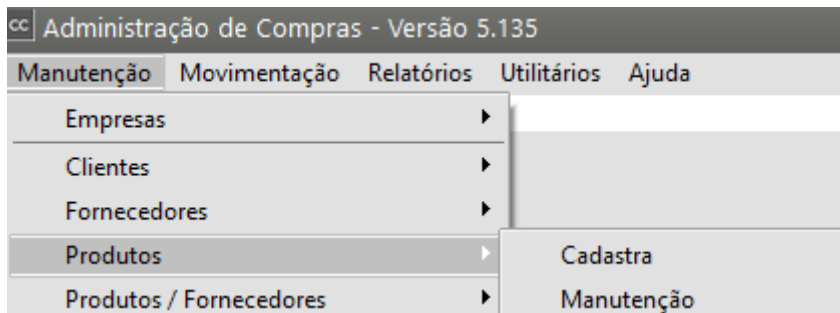 cc Administração de Compras - Versão 5.135
Manutenção Movimentação Relatórios Utilitários Ajuda
Empresas
Clientes
Fornecedores
Produtos Cadastra
Produtos / Fornecedores Manutenção